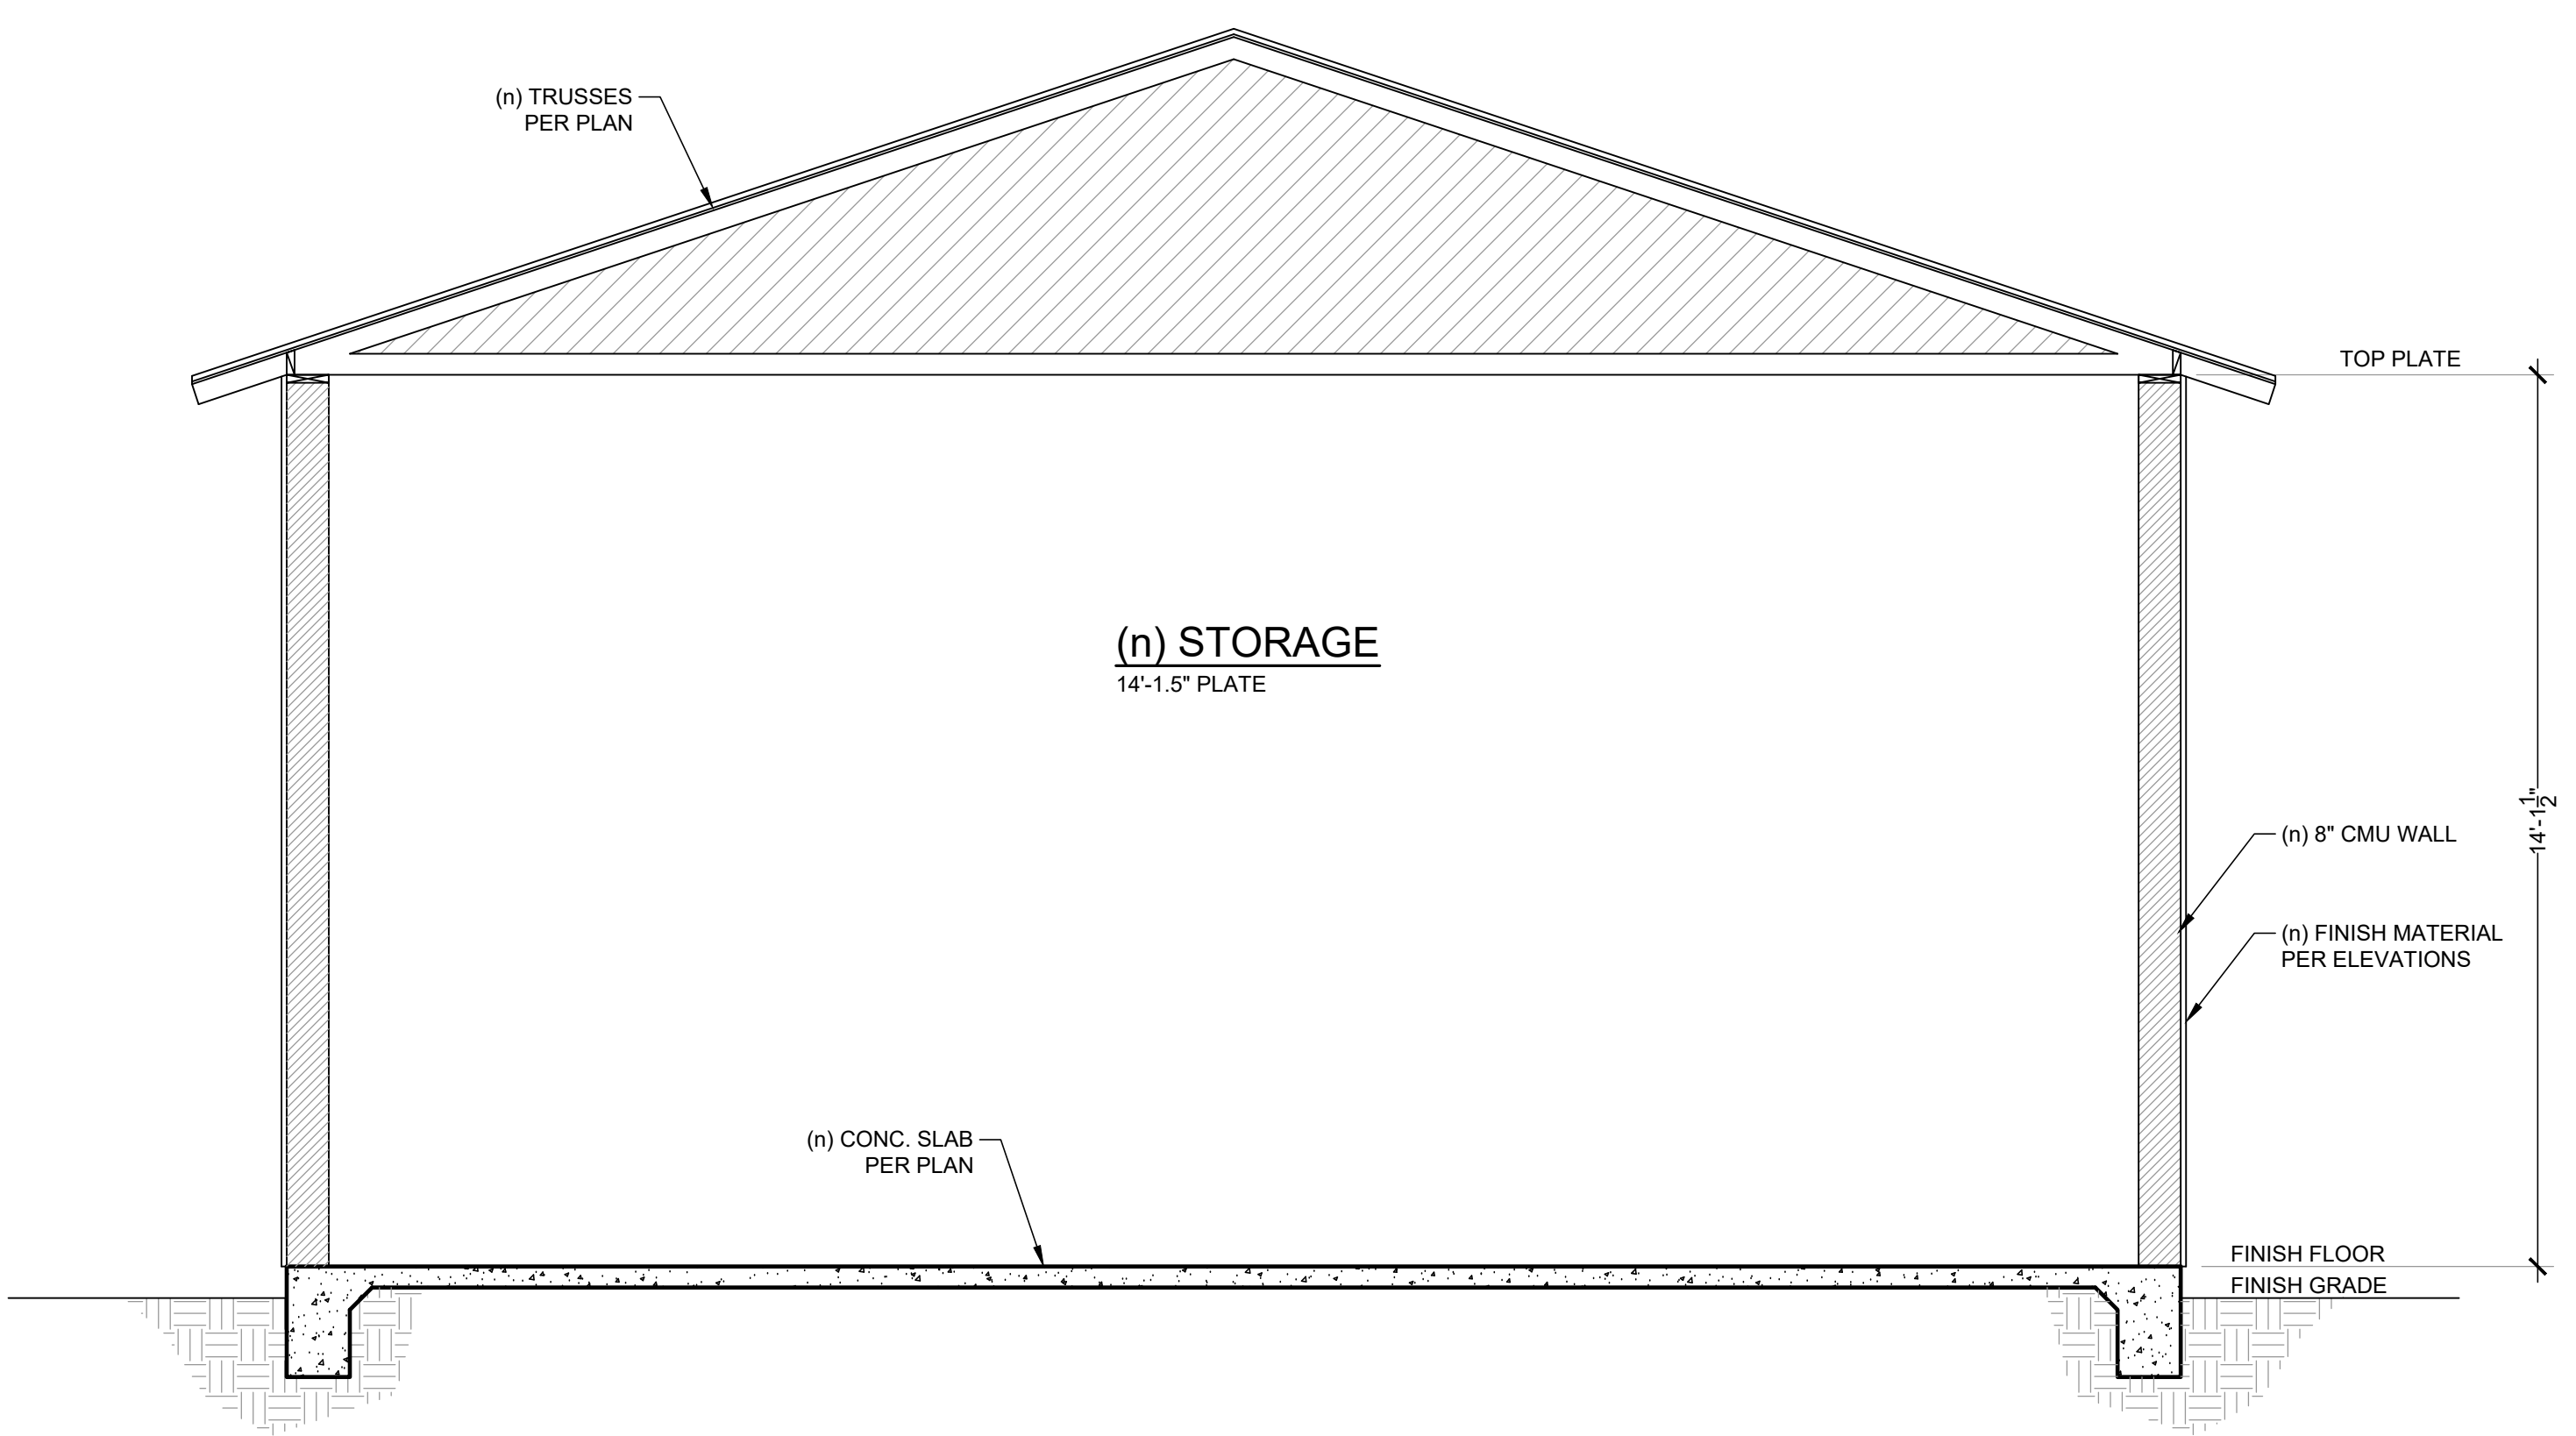 (n) TRUSSES
PER PLAN
TOP PLATE
(n) STORAGE
14'-1.5" PLATE
14'-1 1/2"
(n) 8" CMU WALL
(n) FINISH MATERIAL
PER ELEVATIONS
(n) CONC. SLAB
PER PLAN
FINISH FLOOR
FINISH GRADE